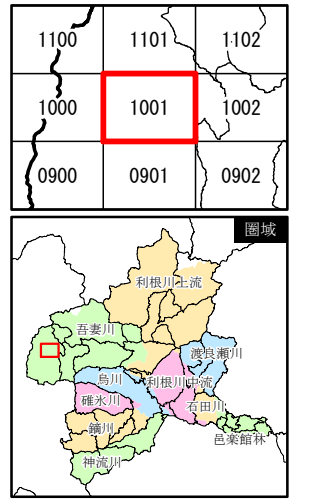 1100 1101 1102
1000 1001 1002
0900 0901 0902
圏域
利根川上流
吾妻川
渡良瀬川
烏川 利根川中流
碓氷川
石田川
鏑川
邑楽館林
神流川